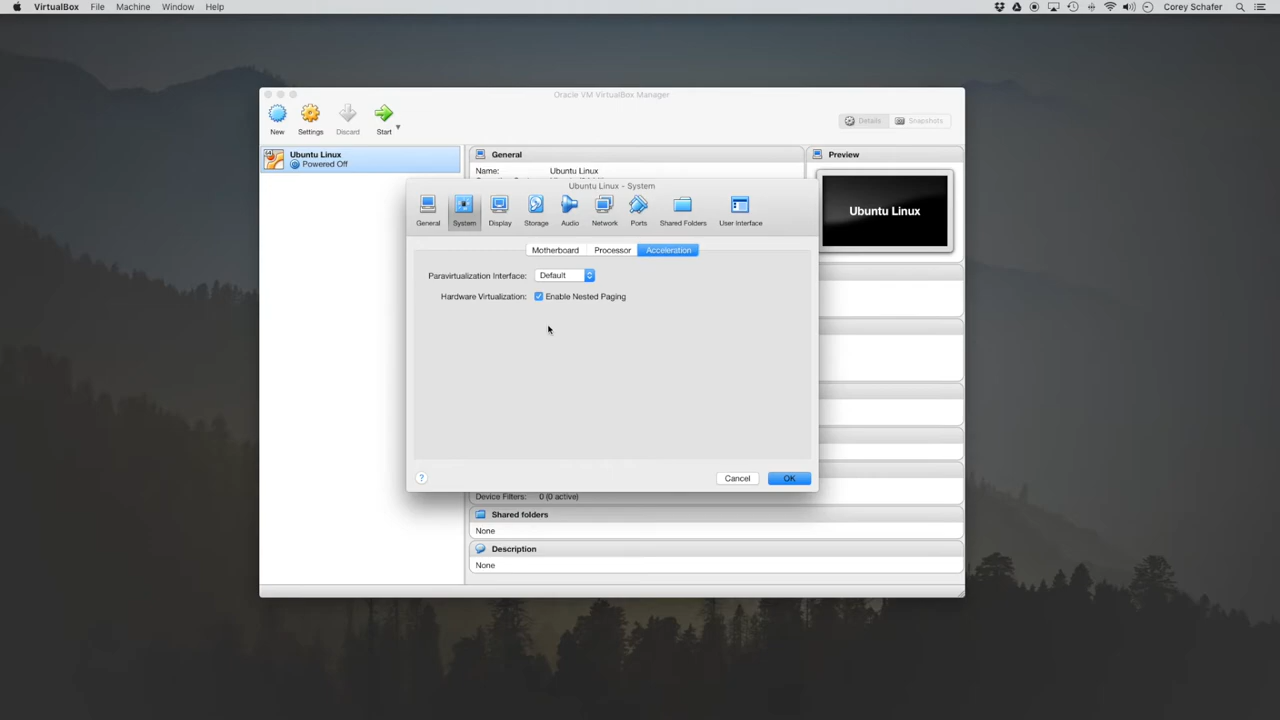 VirtualBox File Machine Window Help Corey Schafer
Oracle VM VirtualBox Manager
New Settings Discard Start Details Snapshots
Ubuntu Linux
Powered Off
General
Name: Ubuntu Linux
Preview
Ubuntu Linux
Ubuntu Linux - System
General System Display Storage Audio Network Ports Shared Folders User Interface
Motherboard Processor Acceleration
Paravirtualization Interface: Default
Hardware Virtualization: Enable Nested Paging
? Cancel OK
Device Filters: 0 (0 active)
Shared folders
None
Description
None